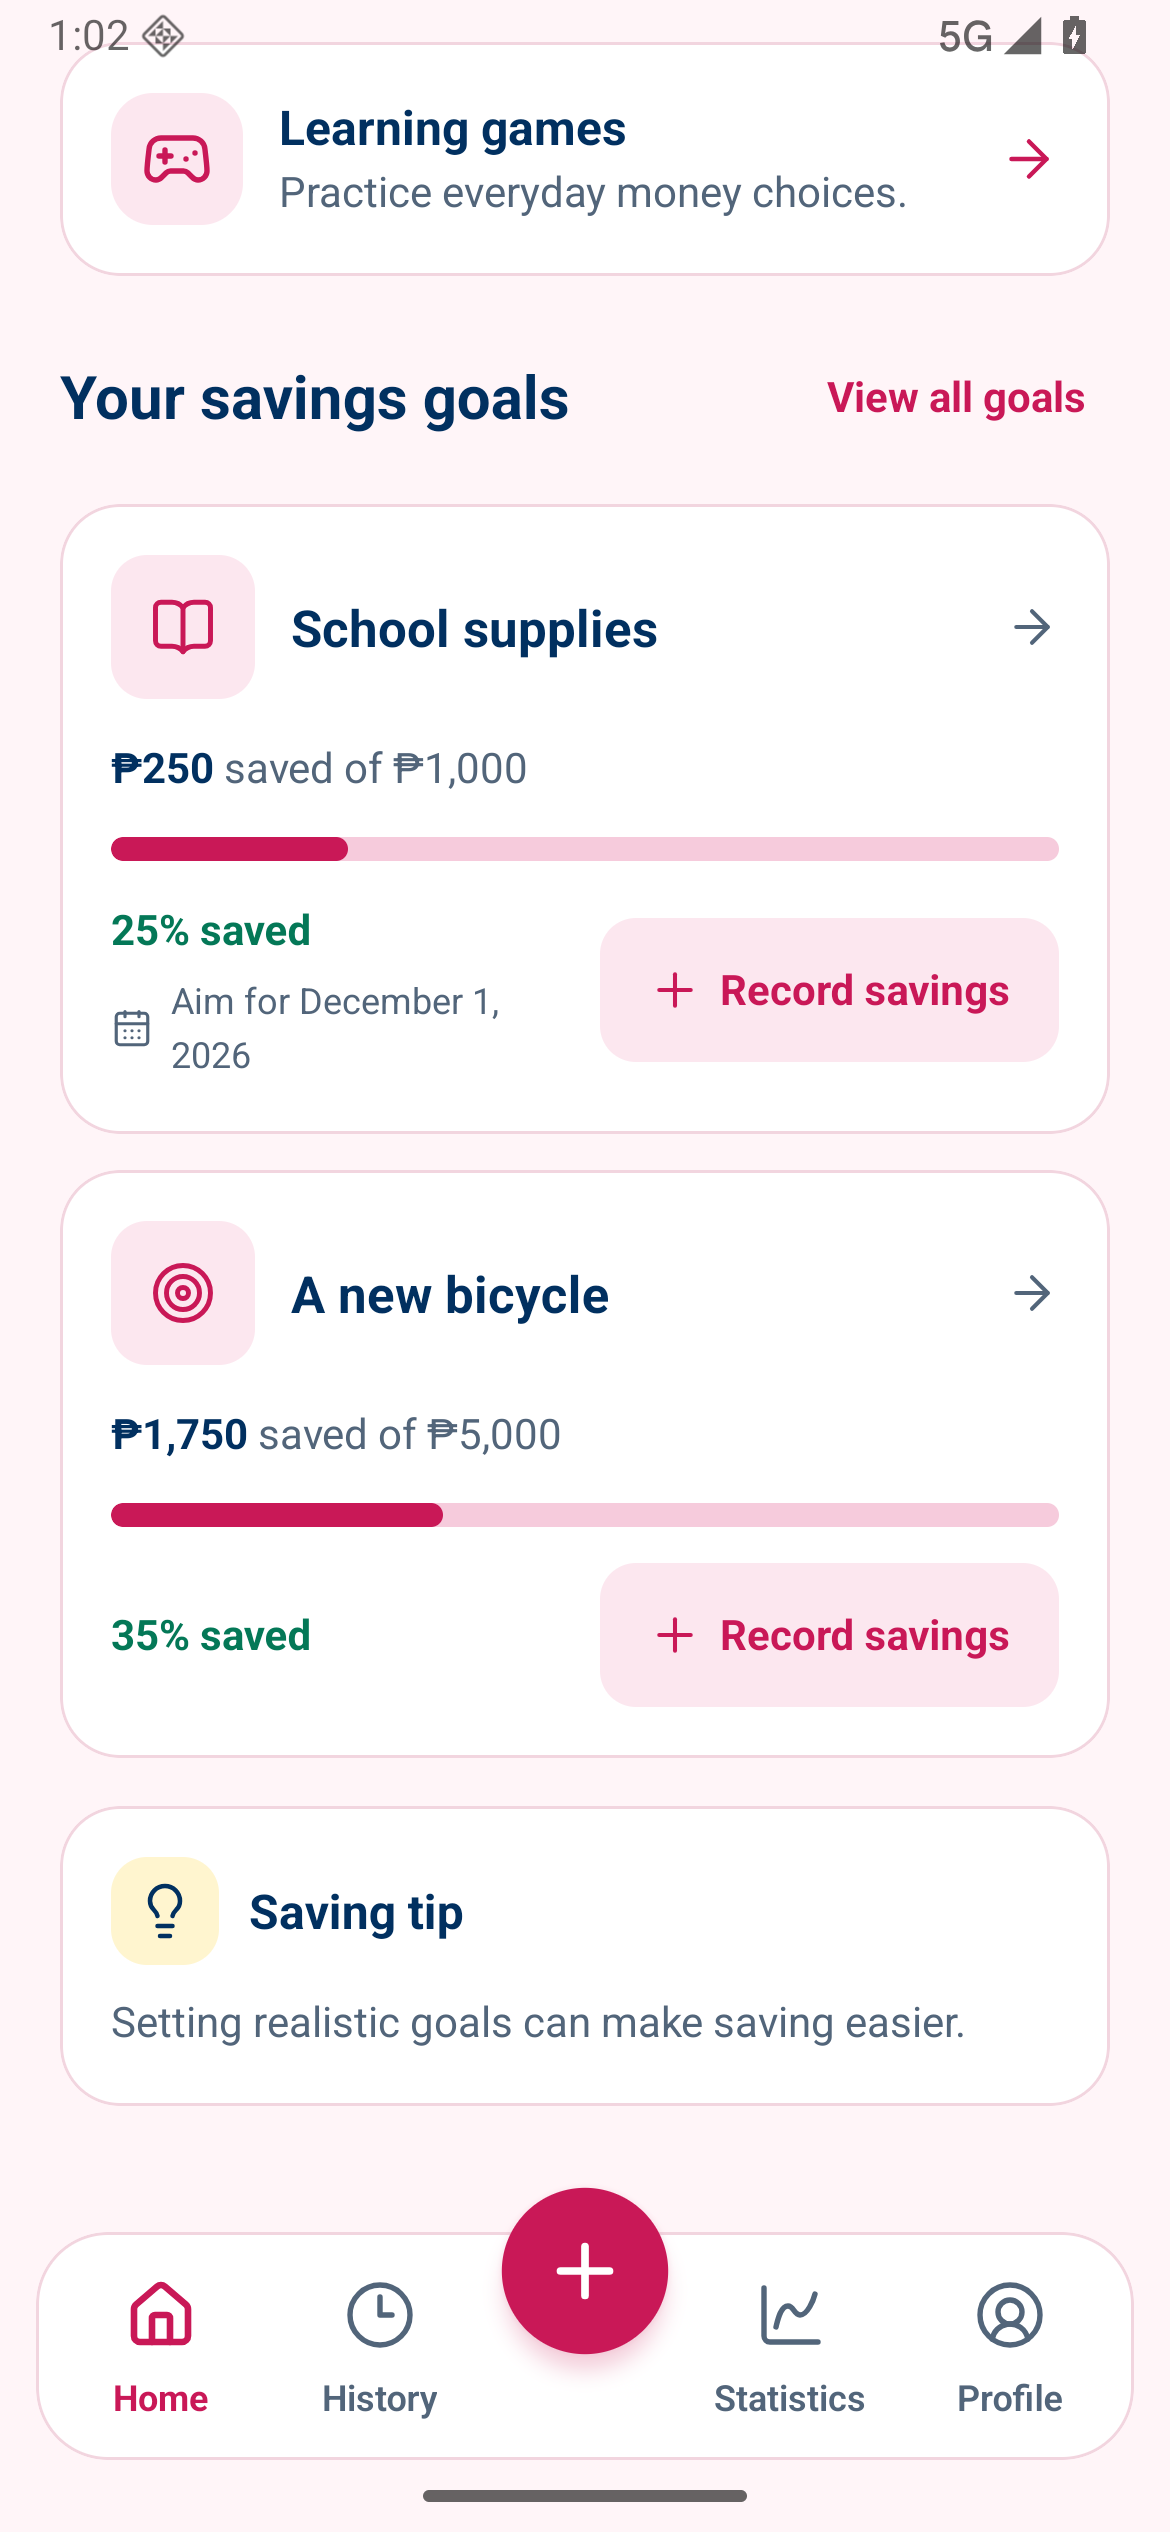 1:02
5G
Learning games
Practice everyday money choices.
Your savings goals
View all goals
School supplies
₱250 saved of ₱1,000
25% saved
Aim for December 1,
2026
+ Record savings
A new bicycle
₱1,750 saved of ₱5,000
35% saved
+ Record savings
Saving tip
Setting realistic goals can make saving easier.
Home
History
Statistics
Profile